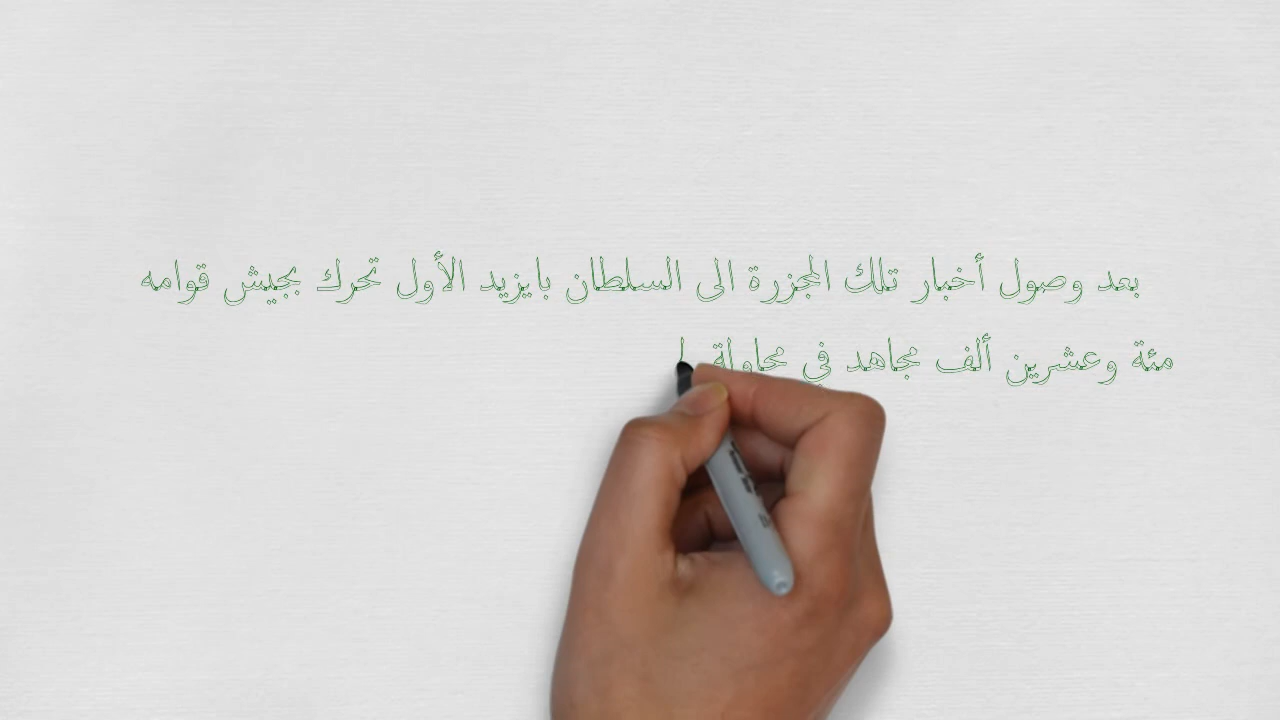 بعد وصول أخبار تلك المجزرة الى السلطان بايزيد الأول تحرك بجيش قوامه
مئة وعشرين ألف مجاهد في محاولة